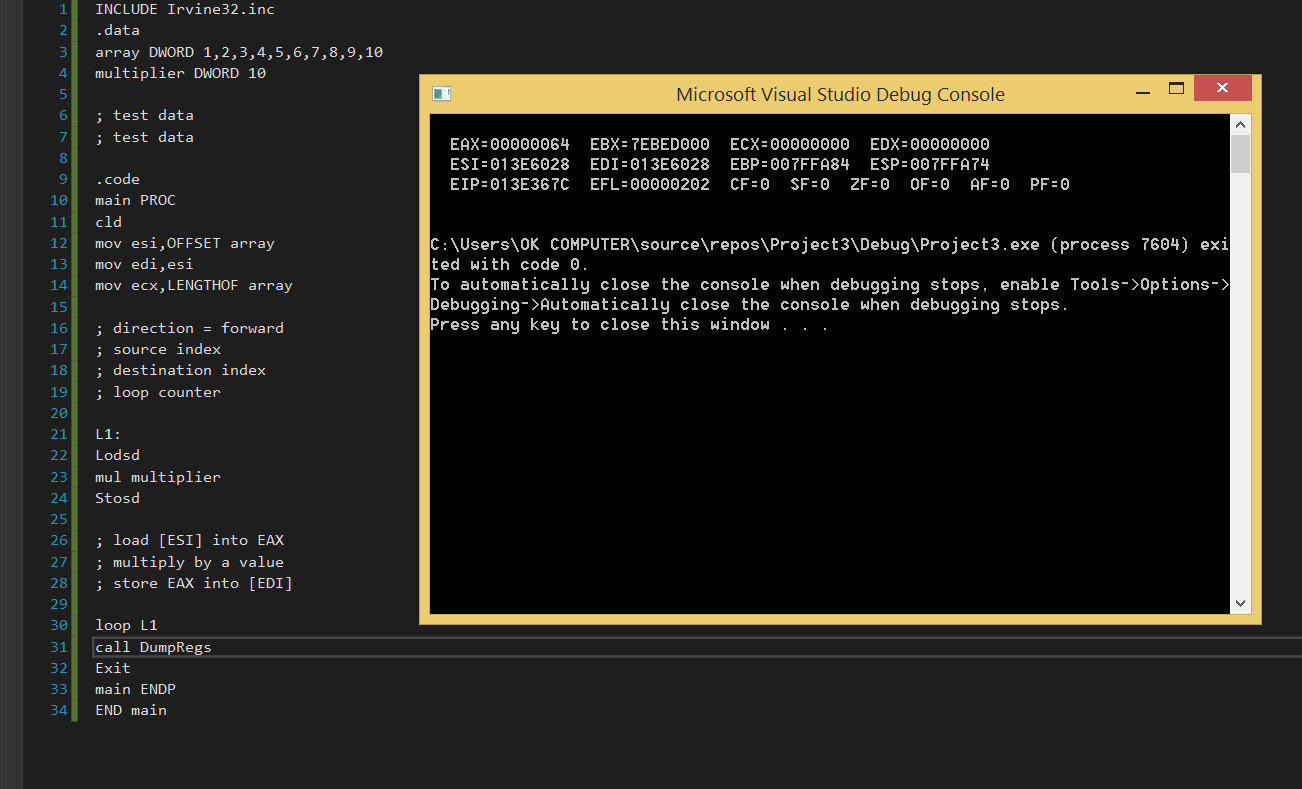 1 INCLUDE Irvine32.inc
2 .data
3 array DWORD 1,2,3,4,5,6,7,8,9,10
4 multiplier DWORD 10
5
6 ; test data
7 ; test data
8
9 .code
10 main PROC
11 cld
12 mov esi,OFFSET array
13 mov edi,esi
14 mov ecx,LENGTHOF array
15
16 ; direction = forward
17 ; source index
18 ; destination index
19 ; loop counter
20
21 L1:
22 Lodsd
23 mul multiplier
24 Stosd
25
26 ; load [ESI] into EAX
27 ; multiply by a value
28 ; store EAX into [EDI]
29
30 loop L1
31 call DumpRegs
32 Exit
33 main ENDP
34 END main
Microsoft Visual Studio Debug Console
EAX=00000064 EBX=7EBED000 ECX=00000000 EDX=00000000
ESI=013E6028 EDI=013E6028 EBP=007FFA84 ESP=007FFA74
EIP=013E367C EFL=00000202 CF=0 SF=0 ZF=0 OF=0 AF=0 PF=0
C:\Users\OK COMPUTER\source\repos\Project3\Debug\Project3.exe (process 7604) exi
ted with code 0.
To automatically close the console when debugging stops, enable Tools->Options->
Debugging->Automatically close the console when debugging stops.
Press any key to close this window . . .